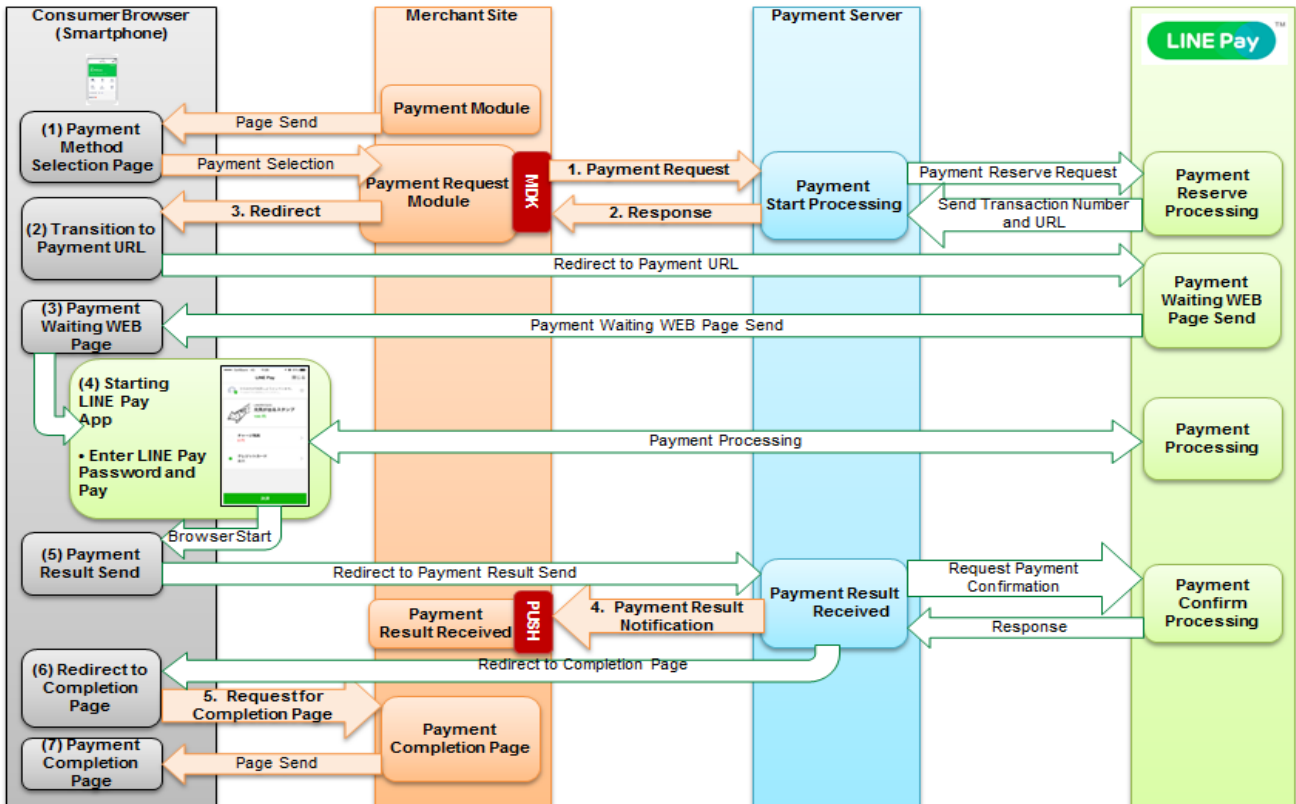 Consumer Browser
(Smartphone)
Merchant Site
Payment Server
LINE Pay
TM
Payment Module
Page Send
(1) Payment
Method
Selection Page
Payment Selection
Payment Request
Module
MDK
1. Payment Request
Payment
Start Processing
Payment Reserve Request
Payment
Reserve
Processing
3. Redirect
2. Response
Send Transaction Number
and URL
(2) Transition to
Payment URL
Redirect to Payment URL
Payment
Waiting WEB
Page Send
(3) Payment
Waiting WEB
Page
Payment Waiting WEB Page Send
(4) Starting
LINE Pay
App
• Enter LINE Pay
Password and
Pay
LINE Pay
Payment Processing
Payment
Processing
Browser Start
(5) Payment
Result Send
Redirect to Payment Result Send
Payment Result
Received
Request Payment
Confirmation
Payment
Confirm
Processing
Payment
Result Received
PUSH
4. Payment Result
Notification
Response
Redirect to Completion Page
(6) Redirect to
Completion
Page
5. Request for
Completion Page
Payment
Completion Page
(7) Payment
Completion
Page
Page Send